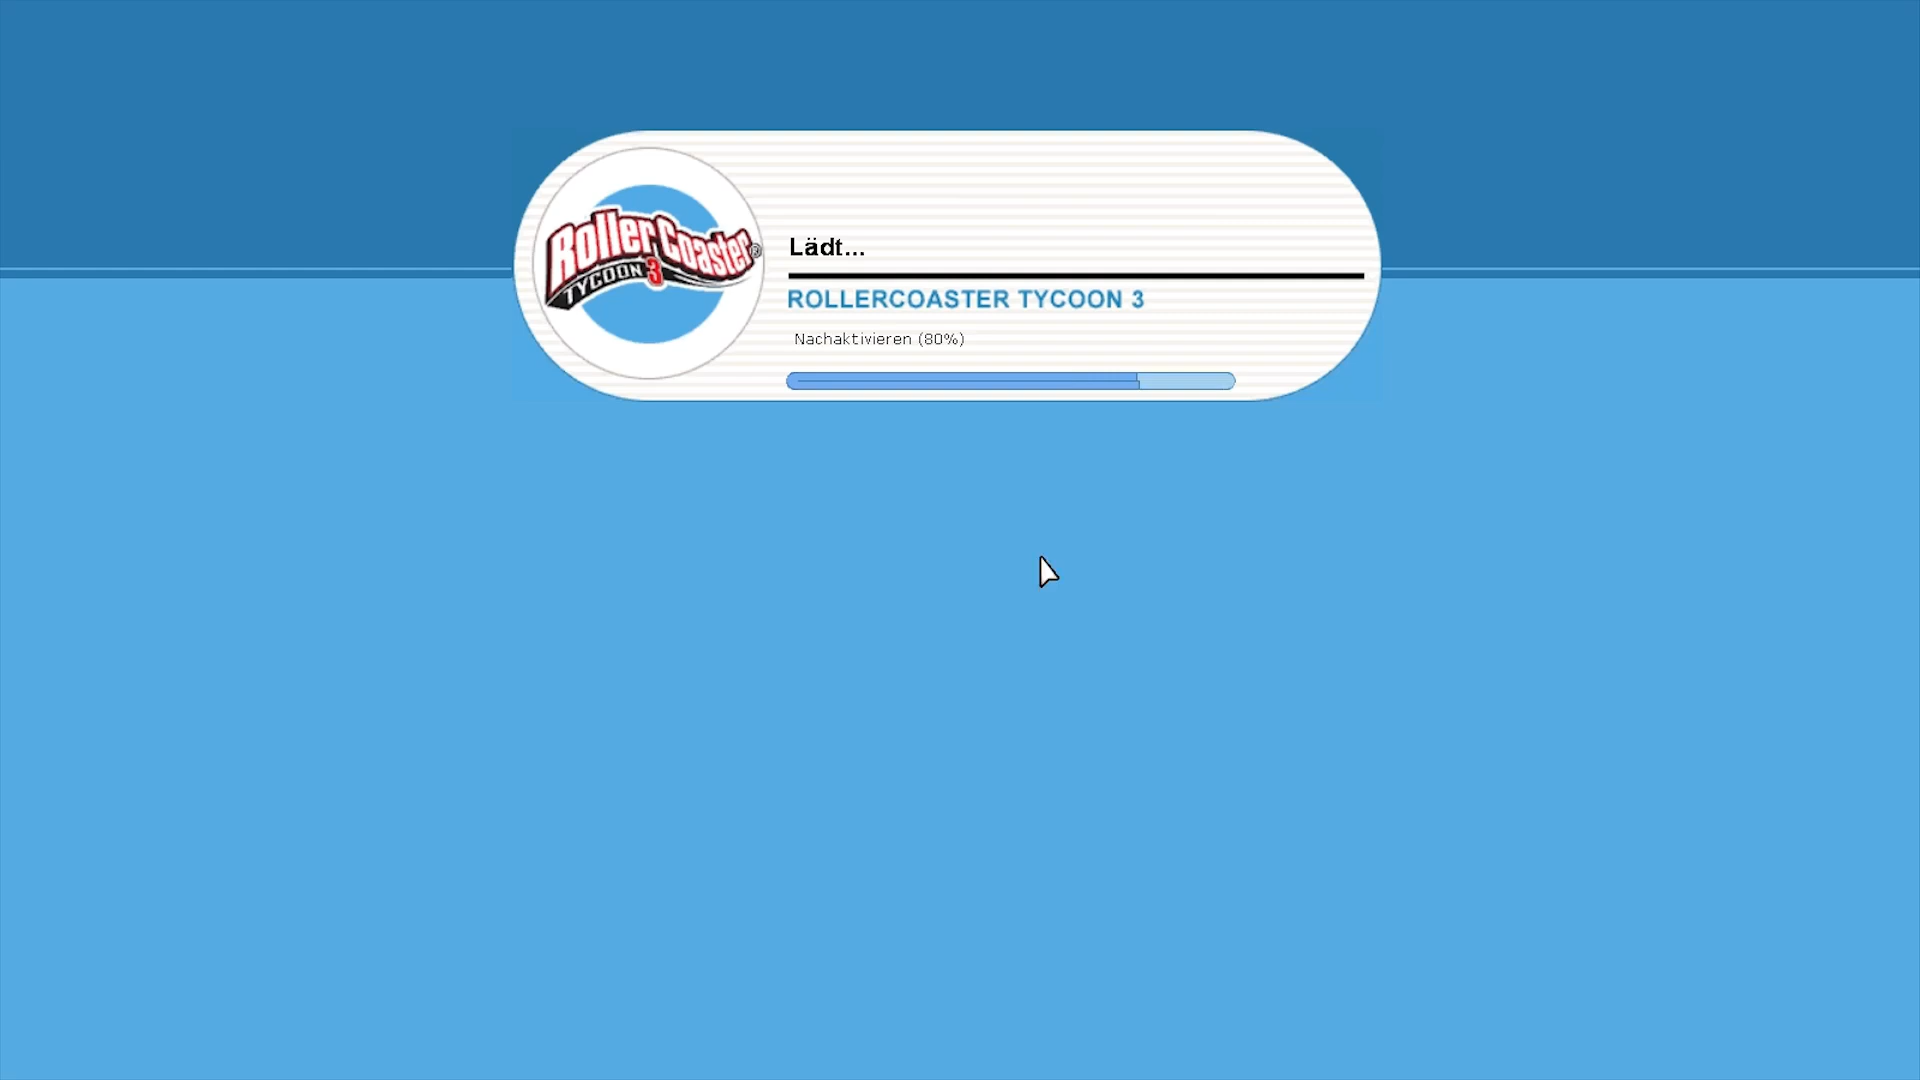 RollerCoaster®
TYCOON 3
Lädt...
ROLLERCOASTER TYCOON 3
Nachaktivieren (80%)